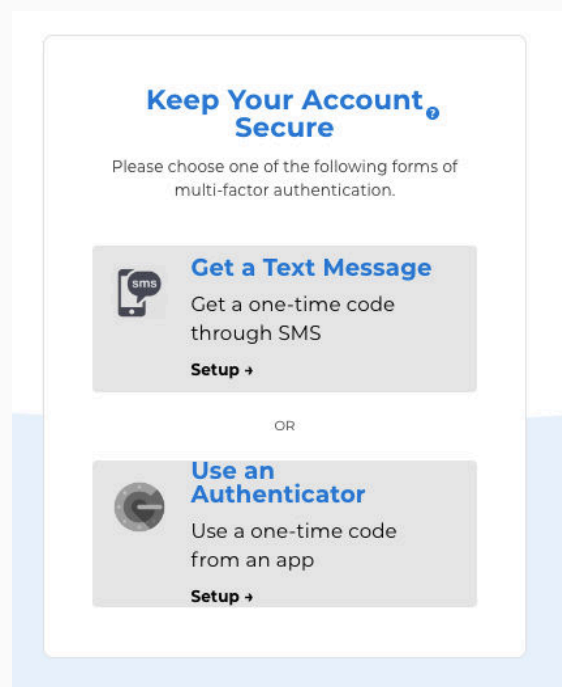 Keep Your Account
Secure
?
Please choose one of the following forms of
multi-factor authentication.
sms
Get a Text Message
Get a one-time code
through SMS
Setup →
OR
Use an
Authenticator
Use a one-time code
from an app
Setup →